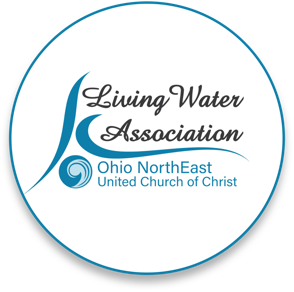 Living Water
Association
Ohio NorthEast
United Church of Christ